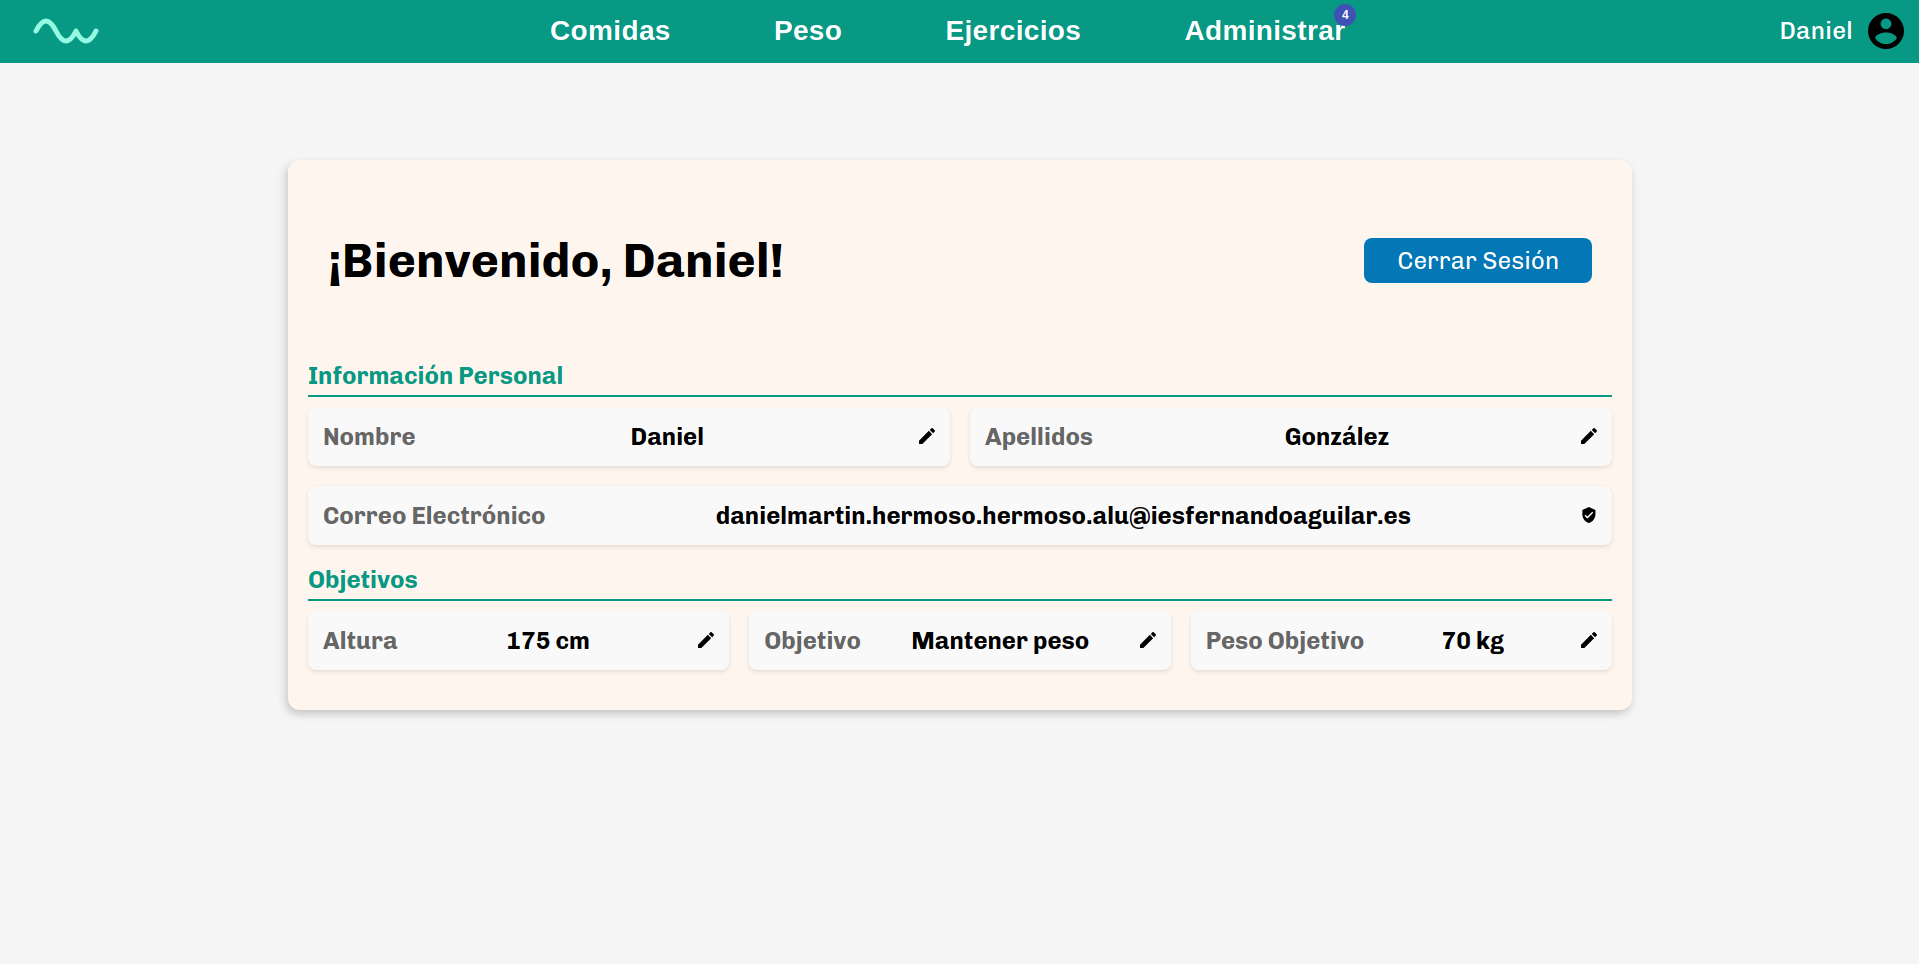 Comidas Peso Ejercicios Administrar 4 Daniel
¡Bienvenido, Daniel! Cerrar Sesión
Información Personal
Nombre Daniel Apellidos González
Correo Electrónico danielmartin.hermoso.hermoso.alu@iesfernandoaguilar.es
Objetivos
Altura 175 cm Objetivo Mantener peso Peso Objetivo 70 kg